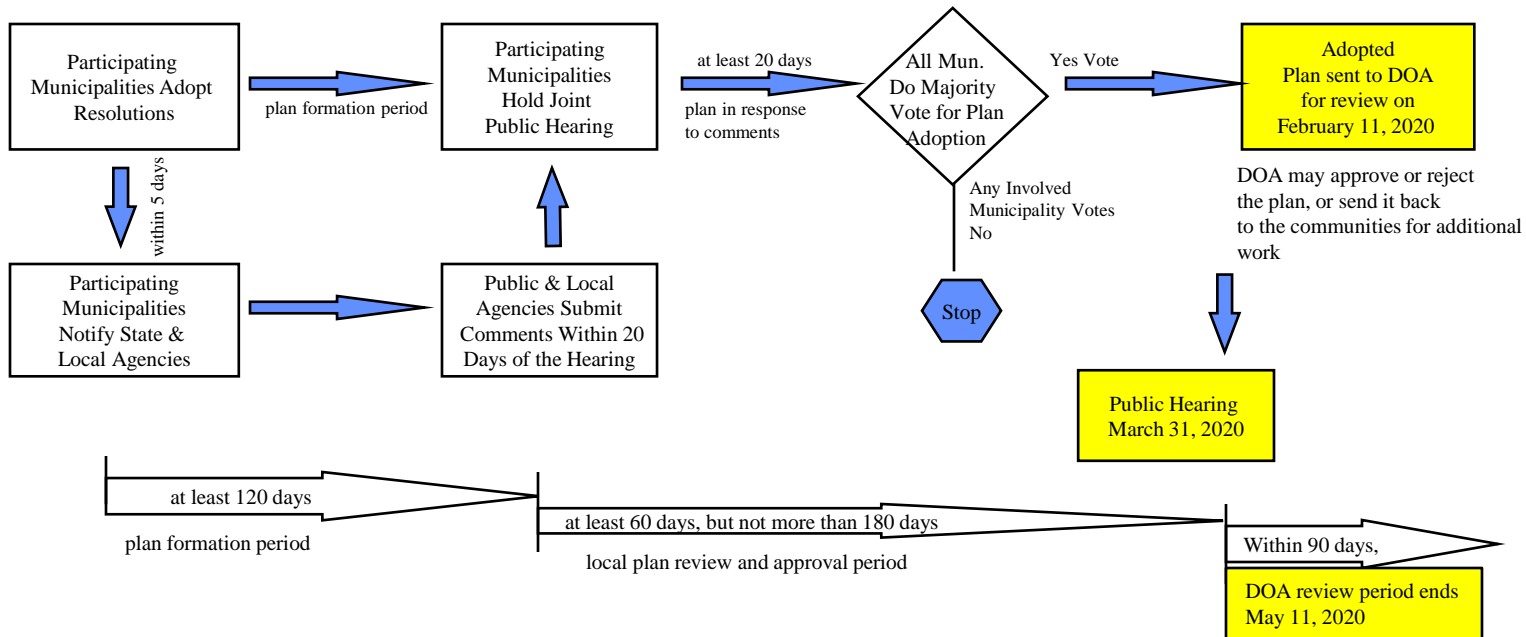 Participating
Municipalities Adopt
Resolutions
plan formation period
Participating
Municipalities
Hold Joint
Public Hearing
at least 20 days
plan in response
to comments
All Mun.
Do Majority
Vote for Plan
Adoption
Yes Vote
Adopted
Plan sent to DOA
for review on
February 11, 2020
within 5 days
Any Involved
Municipality Votes
No
DOA may approve or reject
the plan, or send it back
to the communities for additional
work
Participating
Municipalities
Notify State &
Local Agencies
Public & Local
Agencies Submit
Comments Within 20
Days of the Hearing
Stop
Public Hearing
March 31, 2020
at least 120 days
plan formation period
at least 60 days, but not more than 180 days
local plan review and approval period
Within 90 days,
DOA review period ends
May 11, 2020